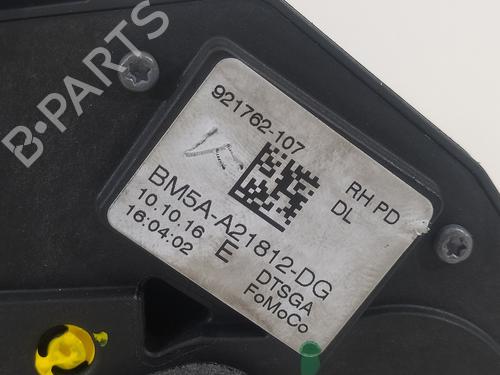 B-PARTS
921762-107
RH PD
DL
BM5A-A21812-DG
10.10.16 E DTSGA
16:04:02 FoMoCo